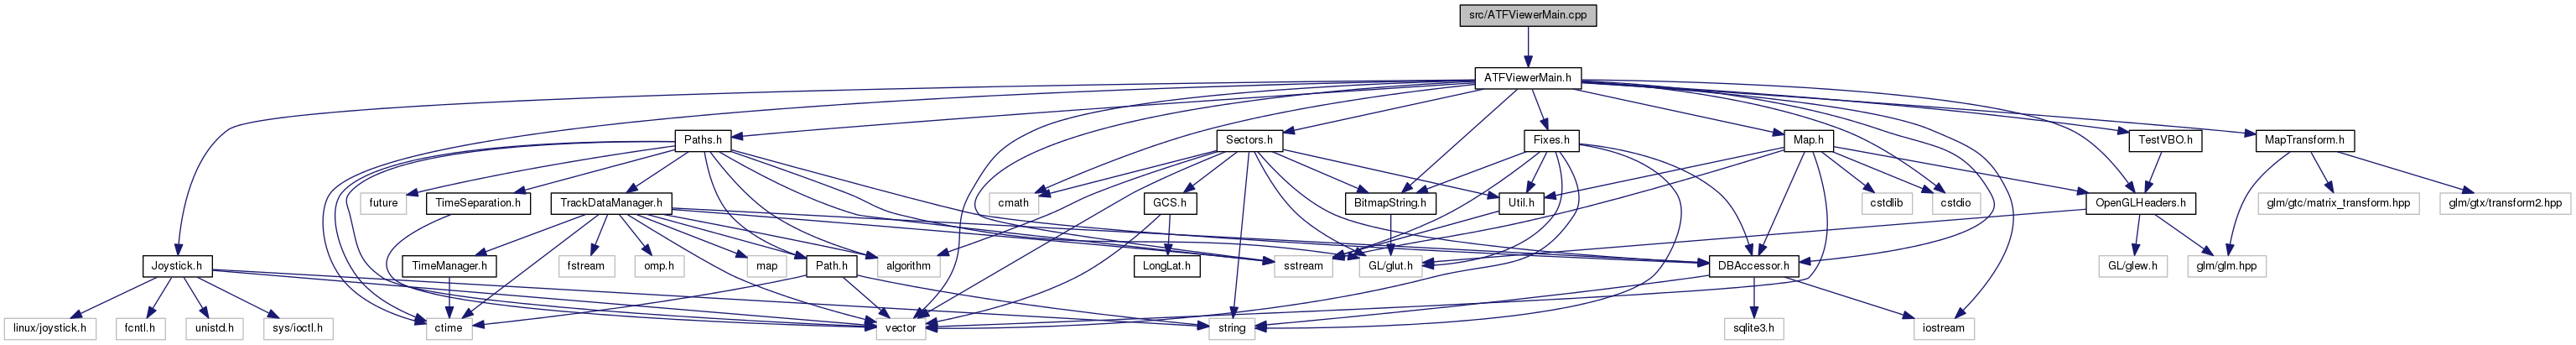 src/ATFViewerMain.cpp
ATFViewerMain.h
Paths.h
Sectors.h
Fixes.h
Map.h
TestVBO.h
MapTransform.h
future
TimeSeparation.h
TrackDataManager.h
cmath
GCS.h
BitmapString.h
Util.h
cstdlib
cstdio
OpenGLHeaders.h
glm/gtc/matrix_transform.hpp
glm/gtx/transform2.hpp
Joystick.h
TimeManager.h
fstream
omp.h
map
Path.h
algorithm
LongLat.h
sstream
GL/glut.h
DBAccessor.h
GL/glew.h
glm/glm.hpp
linux/joystick.h
fcntl.h
unistd.h
sys/ioctl.h
ctime
vector
string
sqlite3.h
iostream